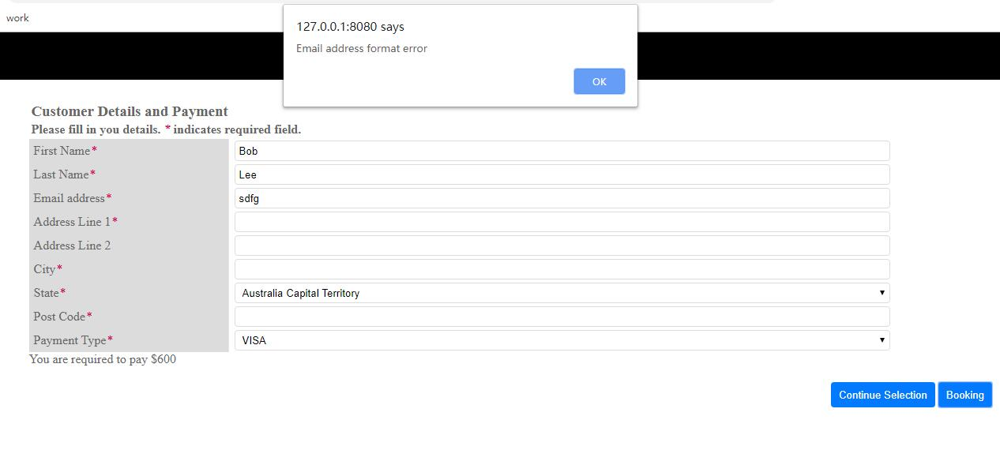 work
127.0.0.1:8080 says
Email address format error
OK
Customer Details and Payment
Please fill in you details. * indicates required field.
First Name* Bob
Last Name* Lee
Email address* sdfg
Address Line 1*
Address Line 2
City*
State* Australia Capital Territory
Post Code*
Payment Type* VISA
You are required to pay $600
Continue Selection Booking